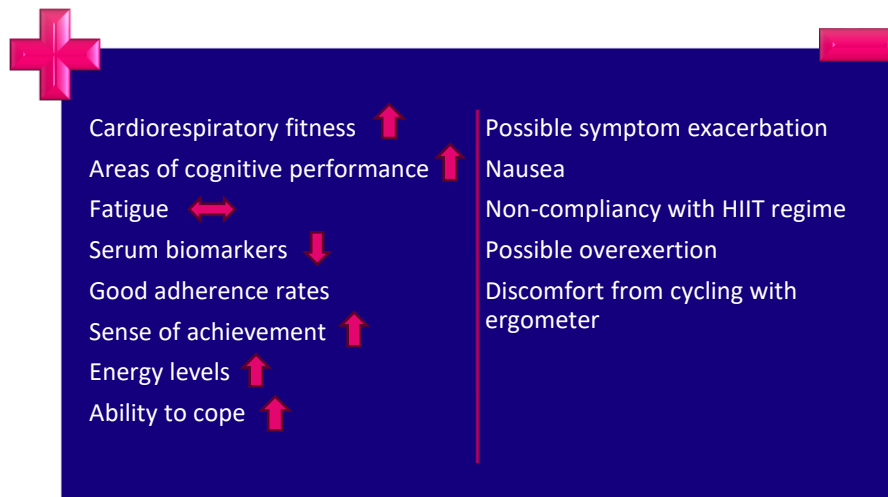 Cardiorespiratory fitness
Areas of cognitive performance
Fatigue
Serum biomarkers
Good adherence rates
Sense of achievement
Energy levels
Ability to cope
Possible symptom exacerbation
Nausea
Non-compliancy with HIIT regime
Possible overexertion
Discomfort from cycling with
ergometer